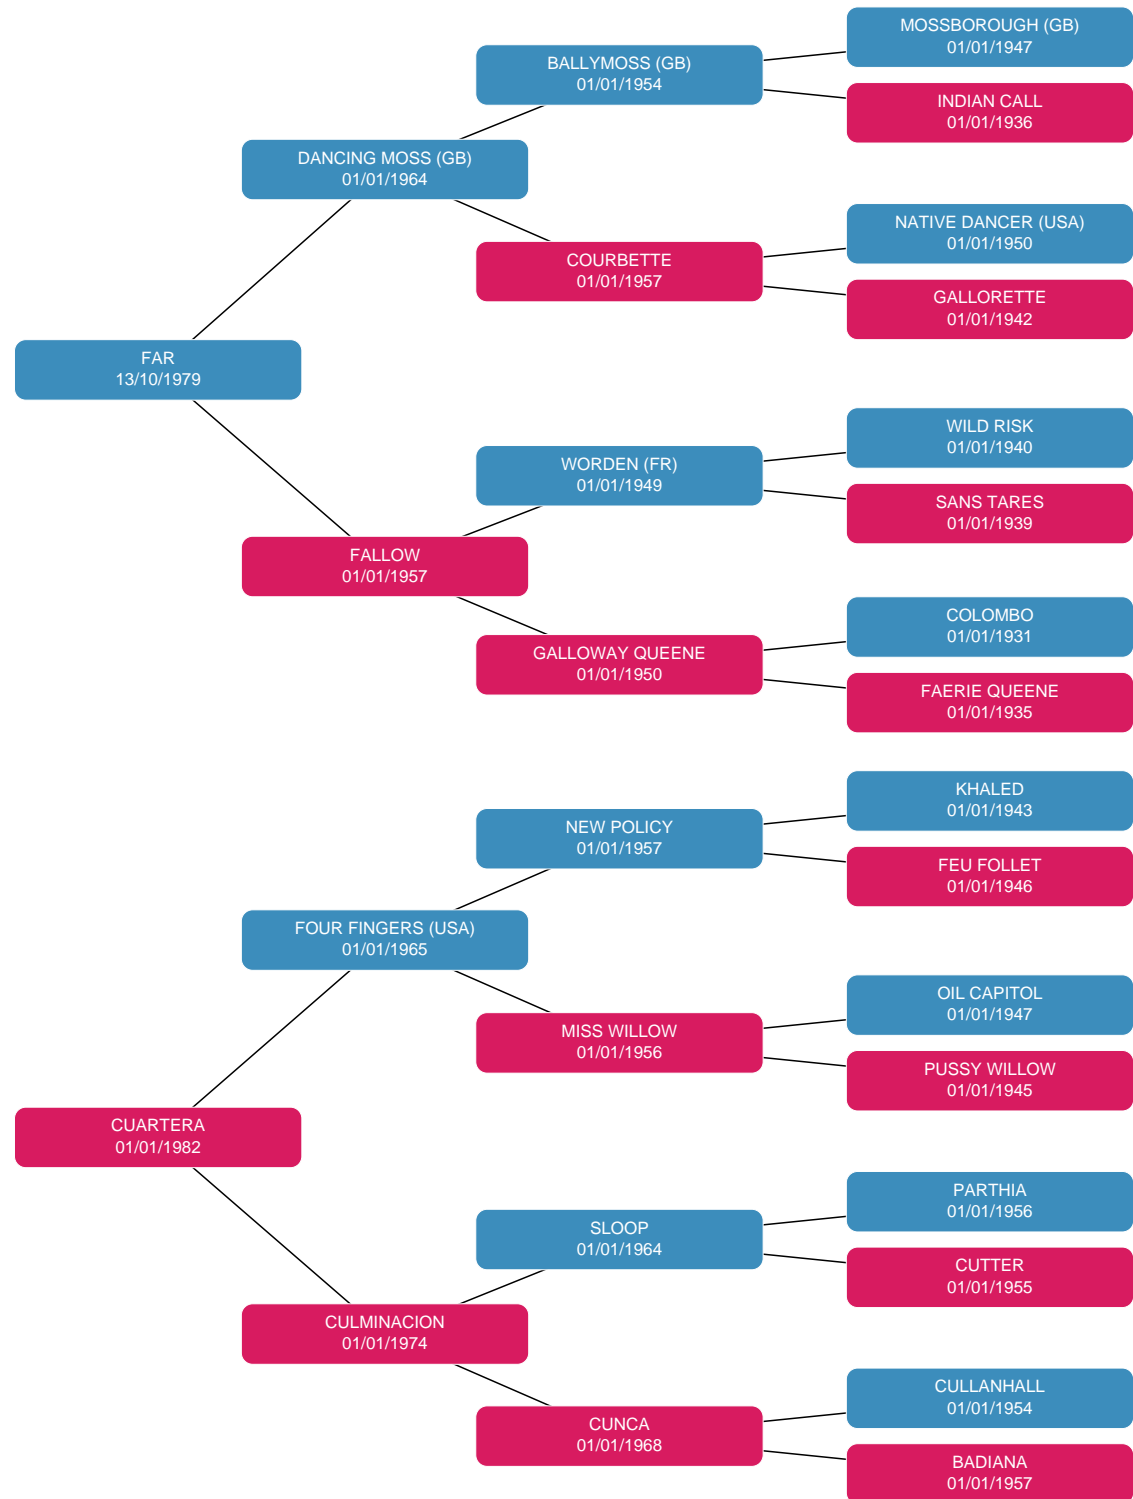 MOSSBOROUGH (GB)
01/01/1947
BALLYMOSS (GB)
01/01/1954
INDIAN CALL
01/01/1936
DANCING MOSS (GB)
01/01/1964
NATIVE DANCER (USA)
01/01/1950
COURBETTE
01/01/1957
GALLORETTE
01/01/1942
FAR
13/10/1979
WILD RISK
01/01/1940
WORDEN (FR)
01/01/1949
SANS TARES
01/01/1939
FALLOW
01/01/1957
COLOMBO
01/01/1931
GALLOWAY QUEENE
01/01/1950
FAERIE QUEENE
01/01/1935
KHALED
01/01/1943
NEW POLICY
01/01/1957
FEU FOLLET
01/01/1946
FOUR FINGERS (USA)
01/01/1965
OIL CAPITOL
01/01/1947
MISS WILLOW
01/01/1956
PUSSY WILLOW
01/01/1945
CUARTERA
01/01/1982
PARTHIA
01/01/1956
SLOOP
01/01/1964
CUTTER
01/01/1955
CULMINACION
01/01/1974
CULLANHALL
01/01/1954
CUNCA
01/01/1968
BADIANA
01/01/1957